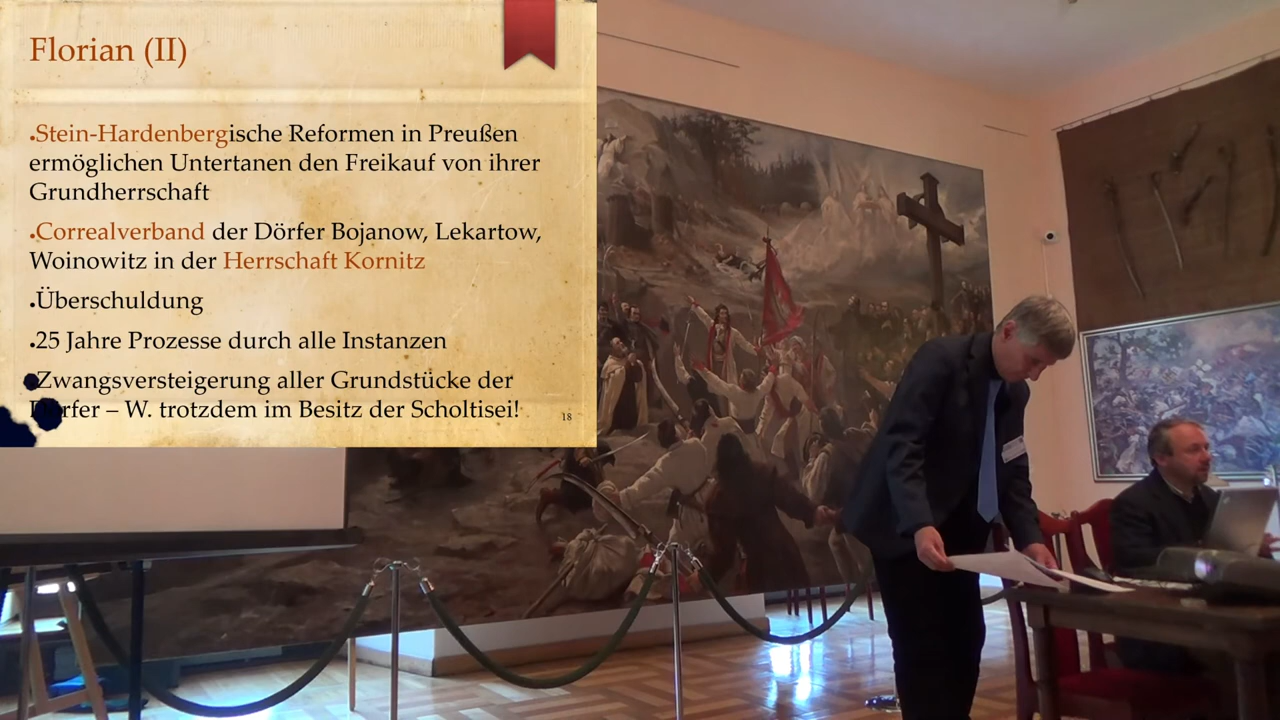 Florian (II)
•Stein-Hardenbergische Reformen in Preußen
ermöglichen Untertanen den Freikauf von ihrer
Grundherrschaft
•Correalverband der Dörfer Bojanow, Lekartow,
Woinowitz in der Herrschaft Kornitz
•Überschuldung
•25 Jahre Prozesse durch alle Instanzen
•Zwangsversteigerung aller Grundstücke der
Dörfer – W. trotzdem im Besitz der Scholtisei!
18